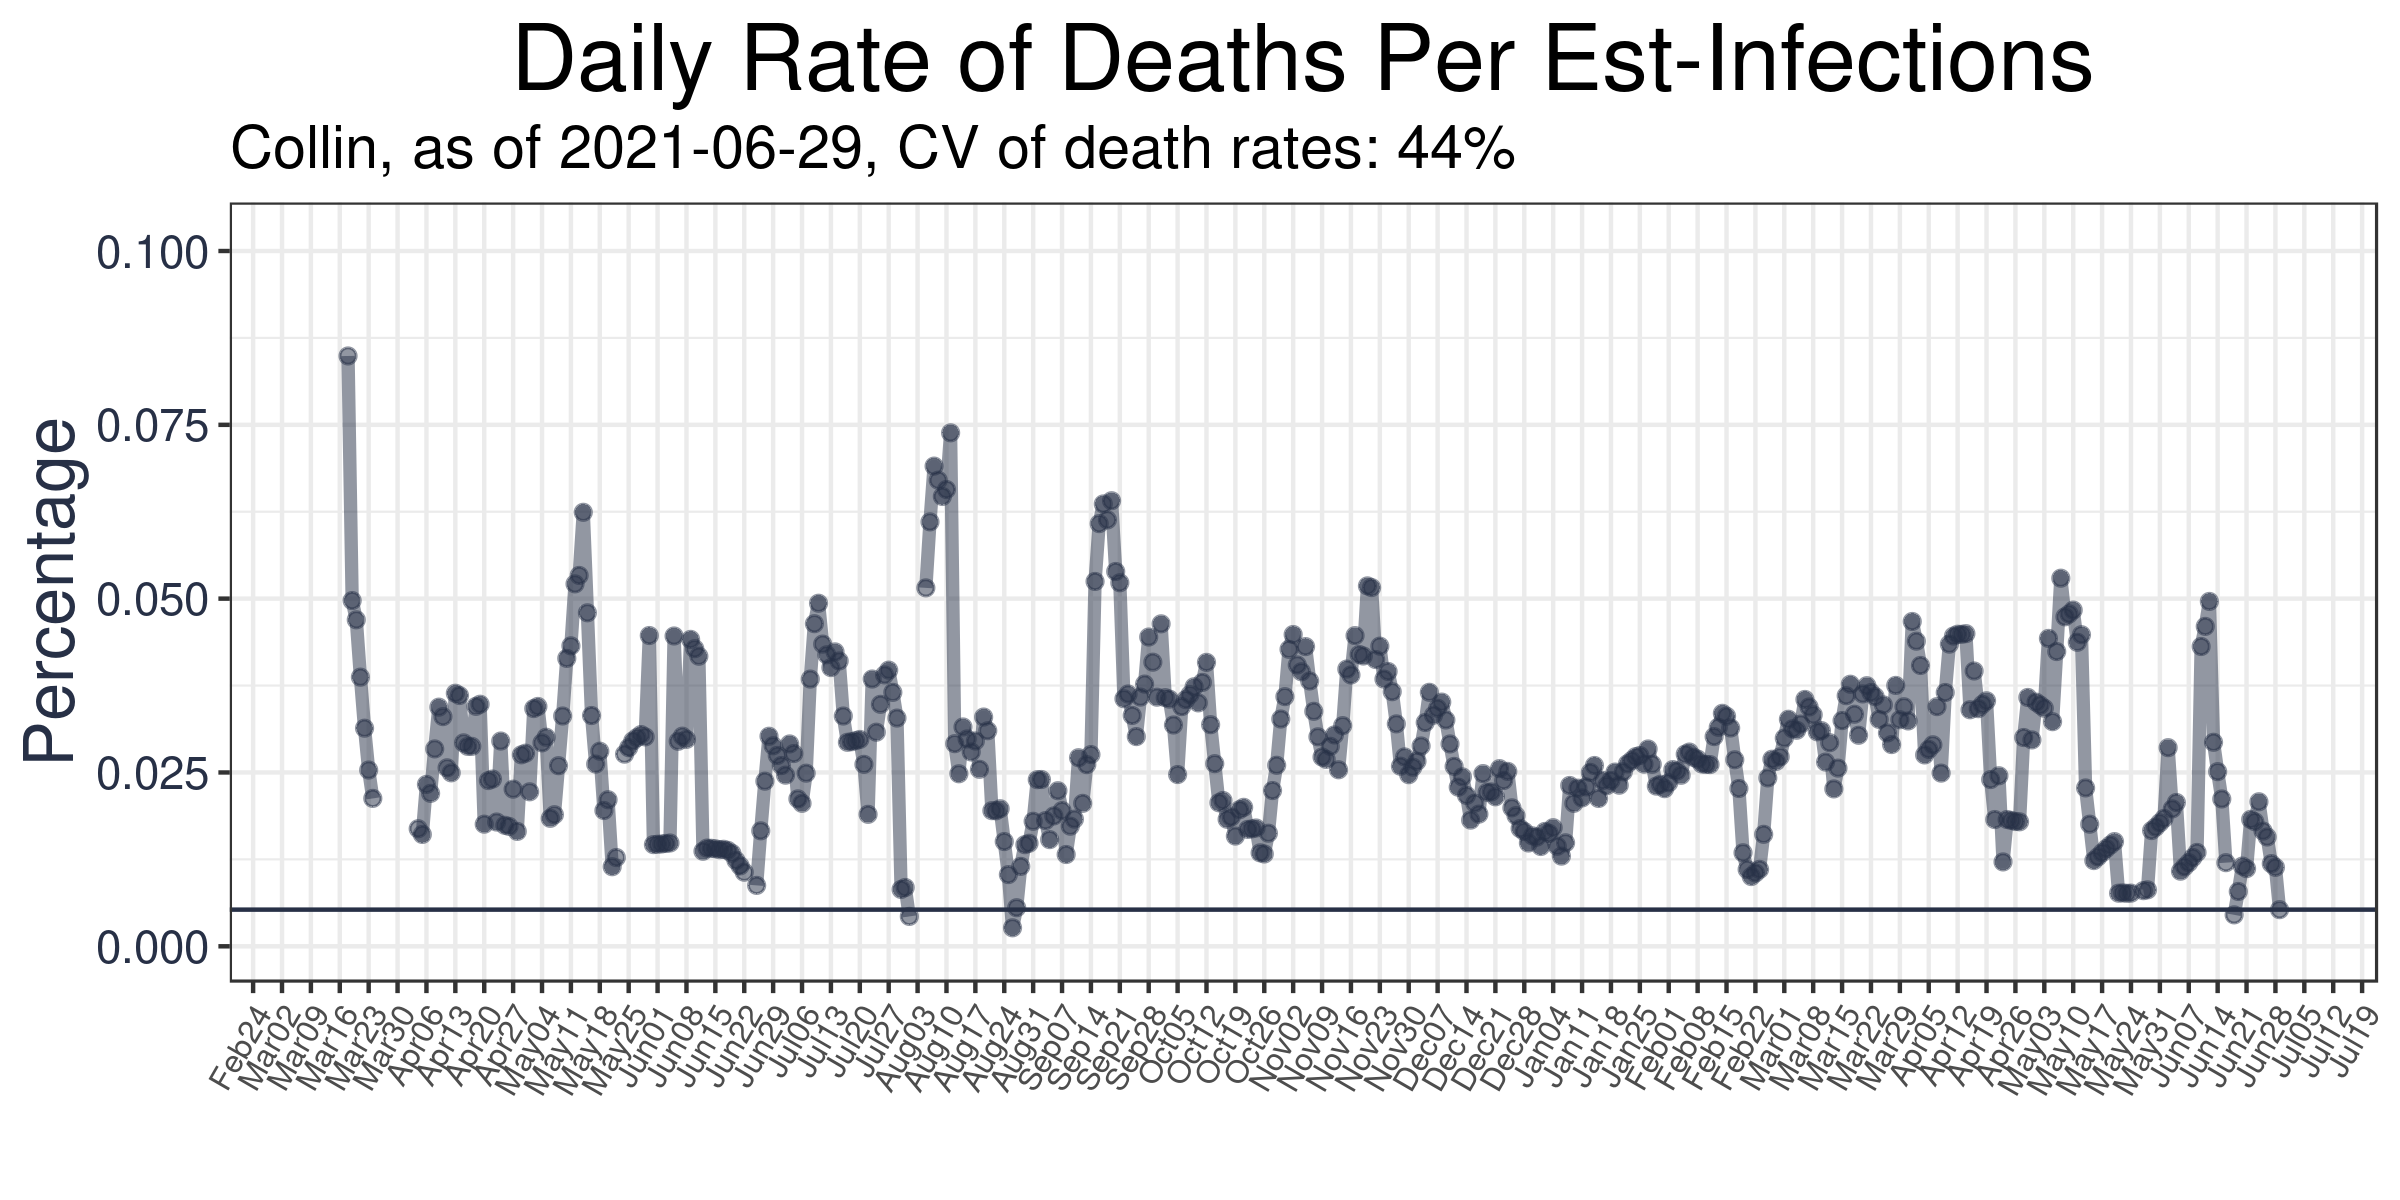 Daily Rate of Deaths Per Est-Infections
Collin, as of 2021-06-29, CV of death rates: 44%
Percentage
0.100
0.075
0.050
0.025
0.000
Feb24
Mar02
Mar09
Mar16
Mar23
Mar30
Apr06
Apr13
Apr20
Apr27
May04
May11
May18
May25
Jun01
Jun08
Jun15
Jun22
Jun29
Jul06
Jul13
Jul20
Jul27
Aug03
Aug10
Aug17
Aug24
Aug31
Sep07
Sep14
Sep21
Sep28
Oct05
Oct12
Oct19
Oct26
Nov02
Nov09
Nov16
Nov23
Nov30
Dec07
Dec14
Dec21
Dec28
Jan04
Jan11
Jan18
Jan25
Feb01
Feb08
Feb15
Feb22
Mar01
Mar08
Mar15
Mar22
Mar29
Apr05
Apr12
Apr19
Apr26
May03
May10
May17
May24
May31
Jun07
Jun14
Jun21
Jun28
Jul05
Jul12
Jul19